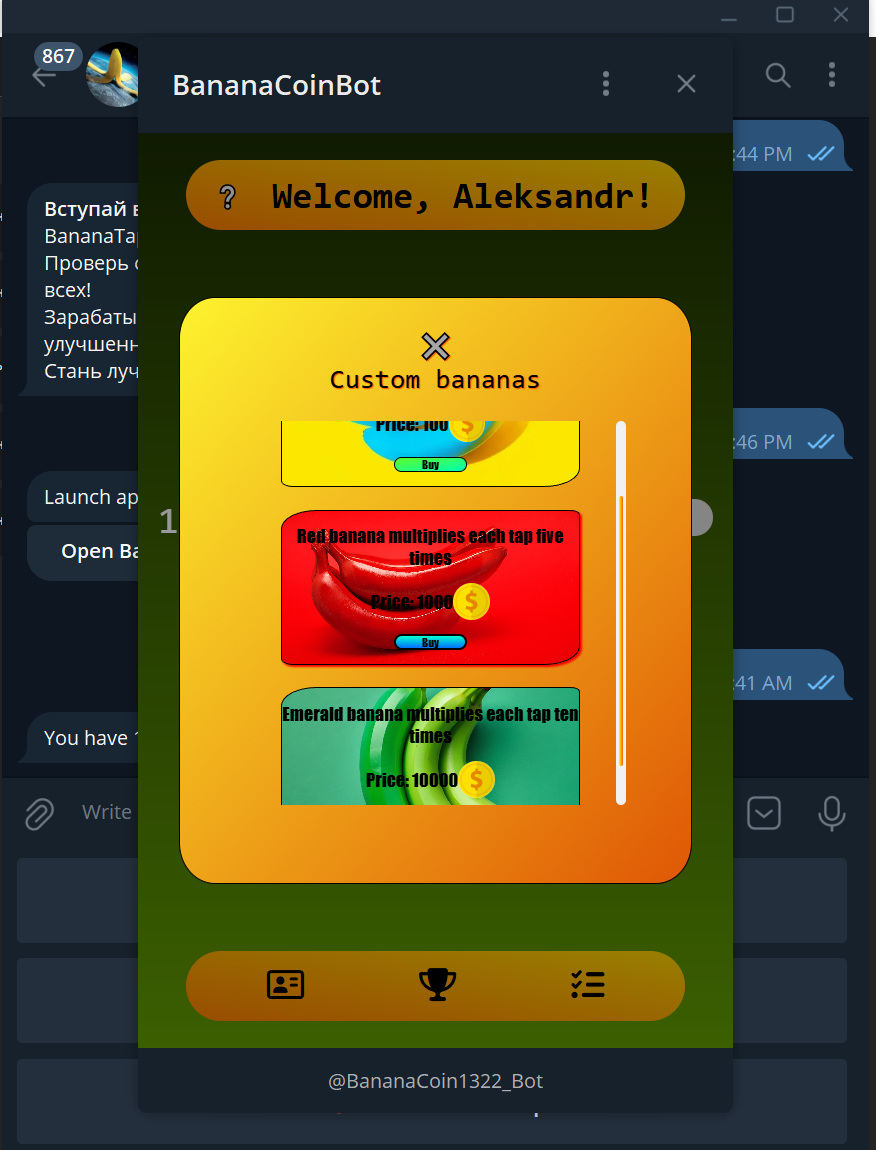 867
BananaCoinBot
:44 PM
? Welcome, Aleksandr!
Вступай в
BananaTap
Проверь с
всех!
Зарабаты
улучшенн
Стань луч
Custom bananas
Price: 100
Buy
:46 PM
Launch ap
Open Ba
1
Red banana multiplies each tap five
times
Price: 1000
Buy
:41 AM
Emerald banana multiplies each tap ten
times
Price: 10000
You have 1
Write
@BananaCoin1322_Bot